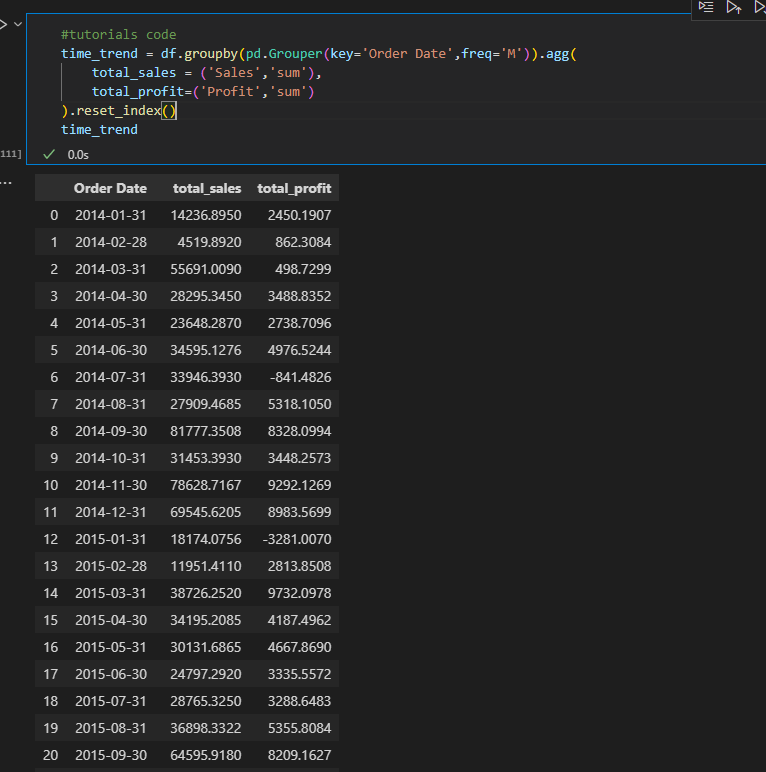 #tutorials code
time_trend = df.groupby(pd.Grouper(key='Order Date',freq='M')).agg(
    total_sales = ('Sales','sum'),
    total_profit=('Profit','sum')
).reset_index()
time_trend
111]
0.0s
...
Order Date total_sales total_profit
0 2014-01-31 14236.8950 2450.1907
1 2014-02-28 4519.8920 862.3084
2 2014-03-31 55691.0090 498.7299
3 2014-04-30 28295.3450 3488.8352
4 2014-05-31 23648.2870 2738.7096
5 2014-06-30 34595.1276 4976.5244
6 2014-07-31 33946.3930 -841.4826
7 2014-08-31 27909.4685 5318.1050
8 2014-09-30 81777.3508 8328.0994
9 2014-10-31 31453.3930 3448.2573
10 2014-11-30 78628.7167 9292.1269
11 2014-12-31 69545.6205 8983.5699
12 2015-01-31 18174.0756 -3281.0070
13 2015-02-28 11951.4110 2813.8508
14 2015-03-31 38726.2520 9732.0978
15 2015-04-30 34195.2085 4187.4962
16 2015-05-31 30131.6865 4667.8690
17 2015-06-30 24797.2920 3335.5572
18 2015-07-31 28765.3250 3288.6483
19 2015-08-31 36898.3322 5355.8084
20 2015-09-30 64595.9180 8209.1627